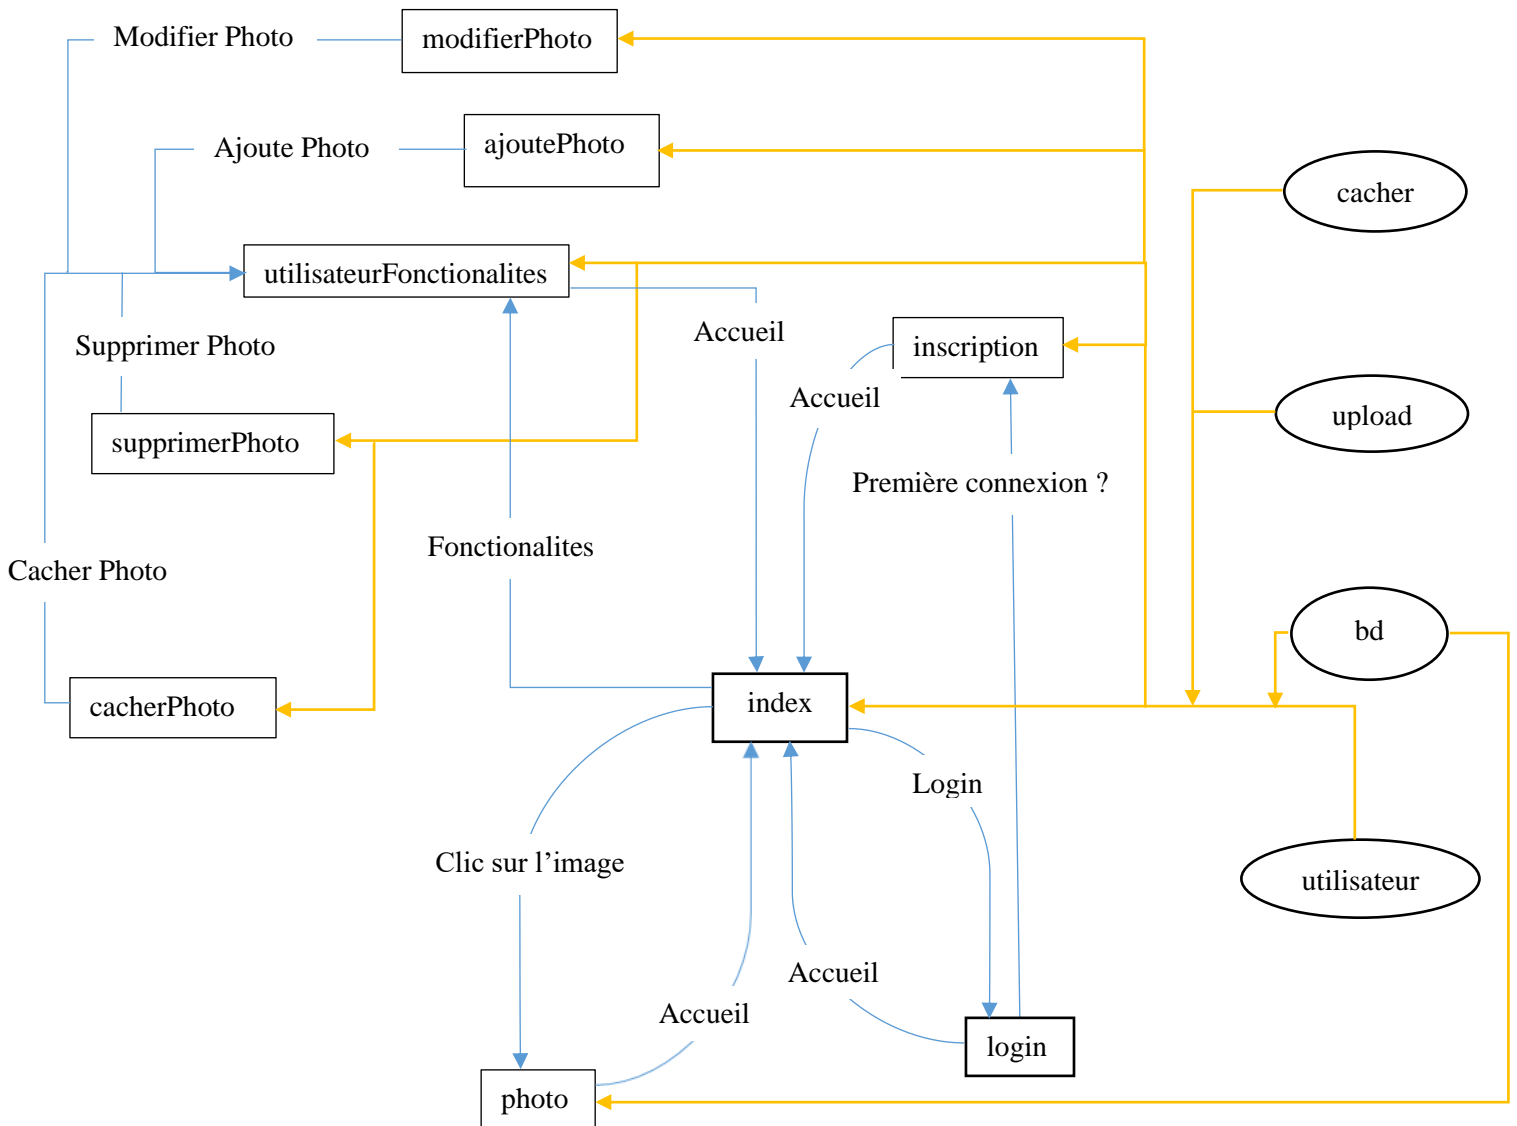 Modifier Photo
modifierPhoto
Ajoute Photo
ajoutePhoto
cacher
utilisateurFonctionalites
Accueil
inscription
Supprimer Photo
Accueil
upload
supprimerPhoto
Première connexion ?
Fonctionalites
Cacher Photo
bd
cacherPhoto
index
Login
Clic sur l’image
utilisateur
Accueil
Accueil
login
photo